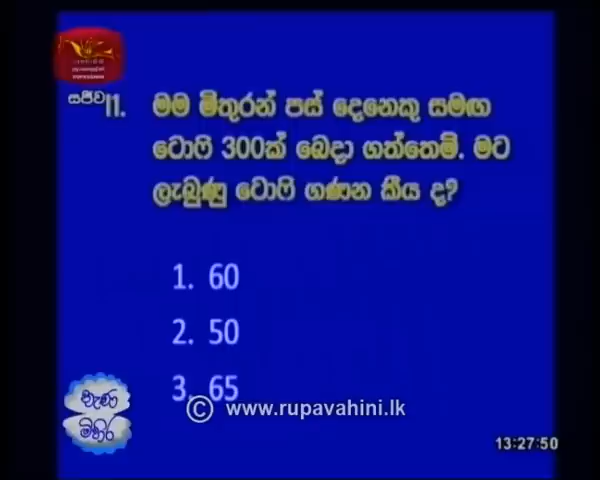 සජීව
11. මම මිතුරන් පස් දෙනෙකු සමඟ
ටොෆි 300ක් බෙදා ගත්තෙමි. මට
ලැබුණු ටොෆි ගණන කීය ද?
1. 60
2. 50
3. 65
© www.rupavahini.lk
නැණ
මිහිර
13:27:50